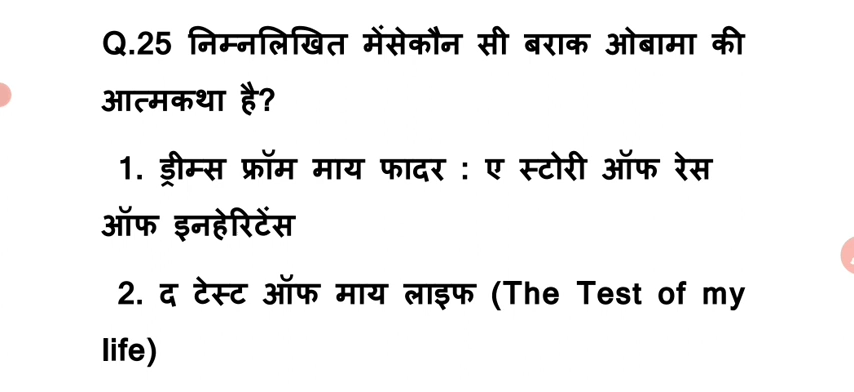 Q.25 निम्नलिखित मेंसेकौन सी बराक ओबामा की
आत्मकथा है?
1. ड्रीम्स फ्रॉम माय फादर : ए स्टोरी ऑफ रेस
ऑफ इनहेरिटेंस
2. द टेस्ट ऑफ माय लाइफ (The Test of my
life)